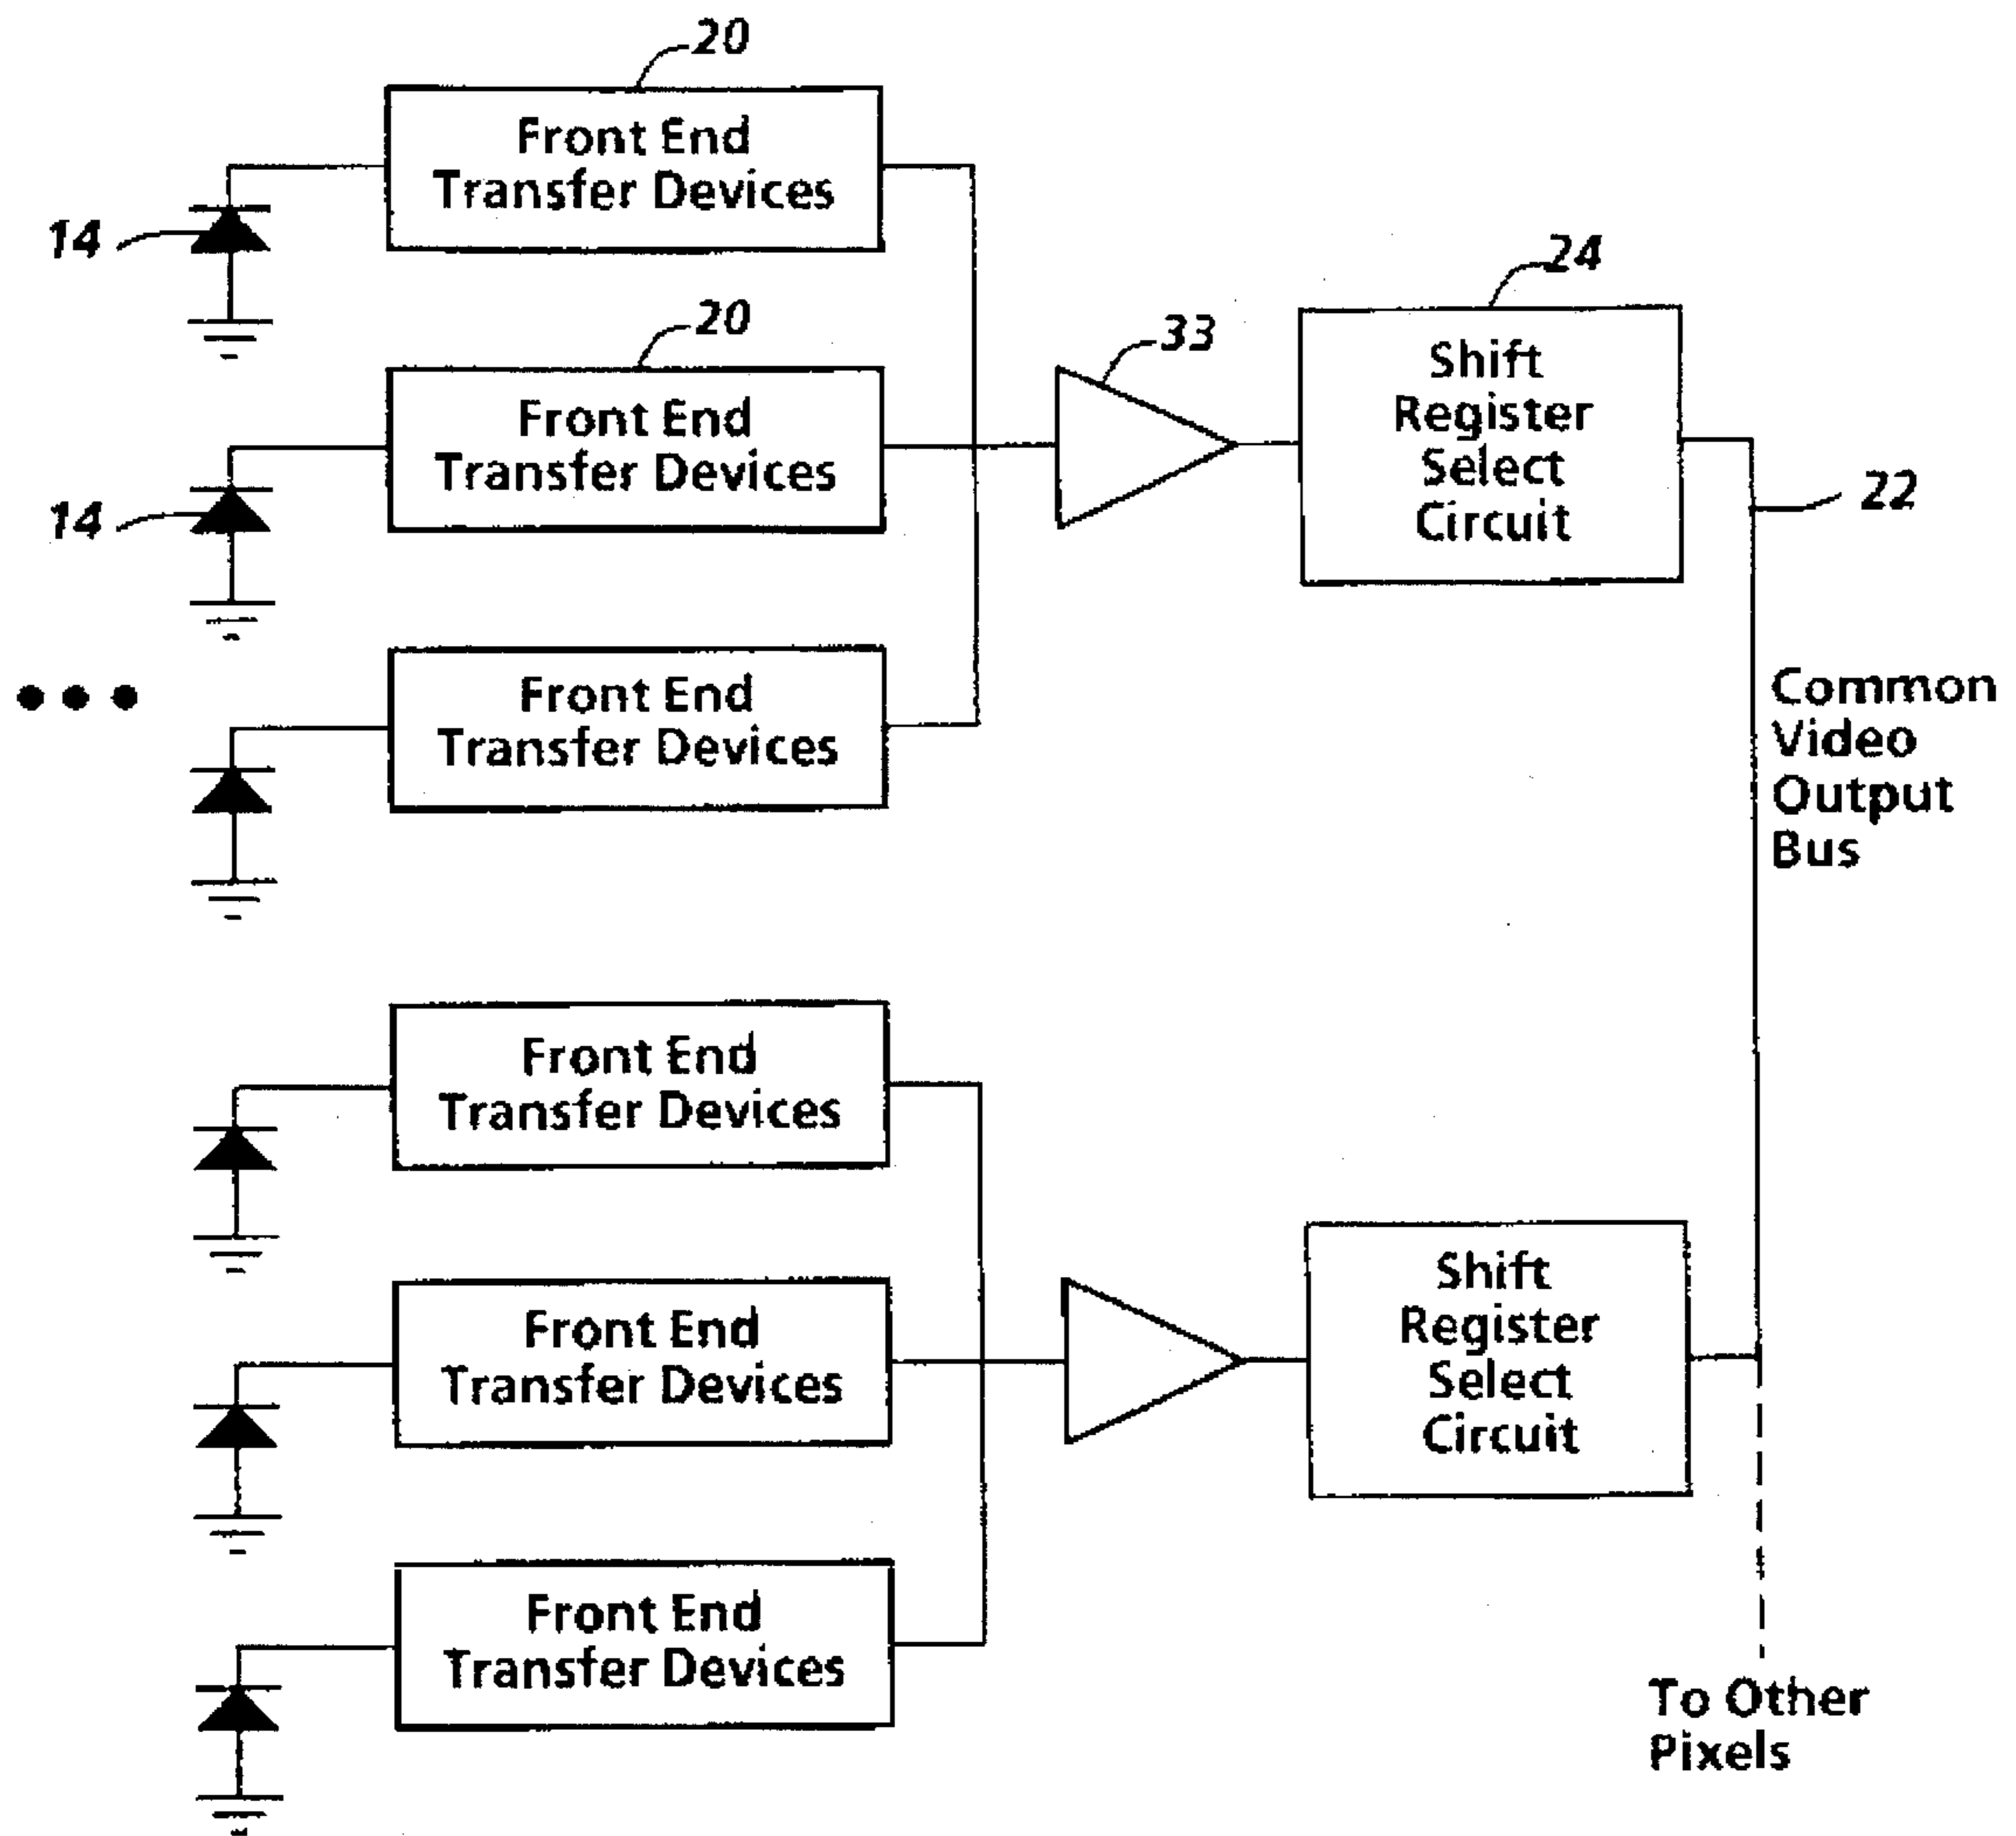 20
Front End
Transfer Devices
14
24
20
33
Shift
Register
Select
Circuit
Front End
Transfer Devices
14
22
Front End
Transfer Devices
Common
Video
Output
Bus
Front End
Transfer Devices
Shift
Register
Select
Circuit
Front End
Transfer Devices
Front End
Transfer Devices
To Other
Pixels